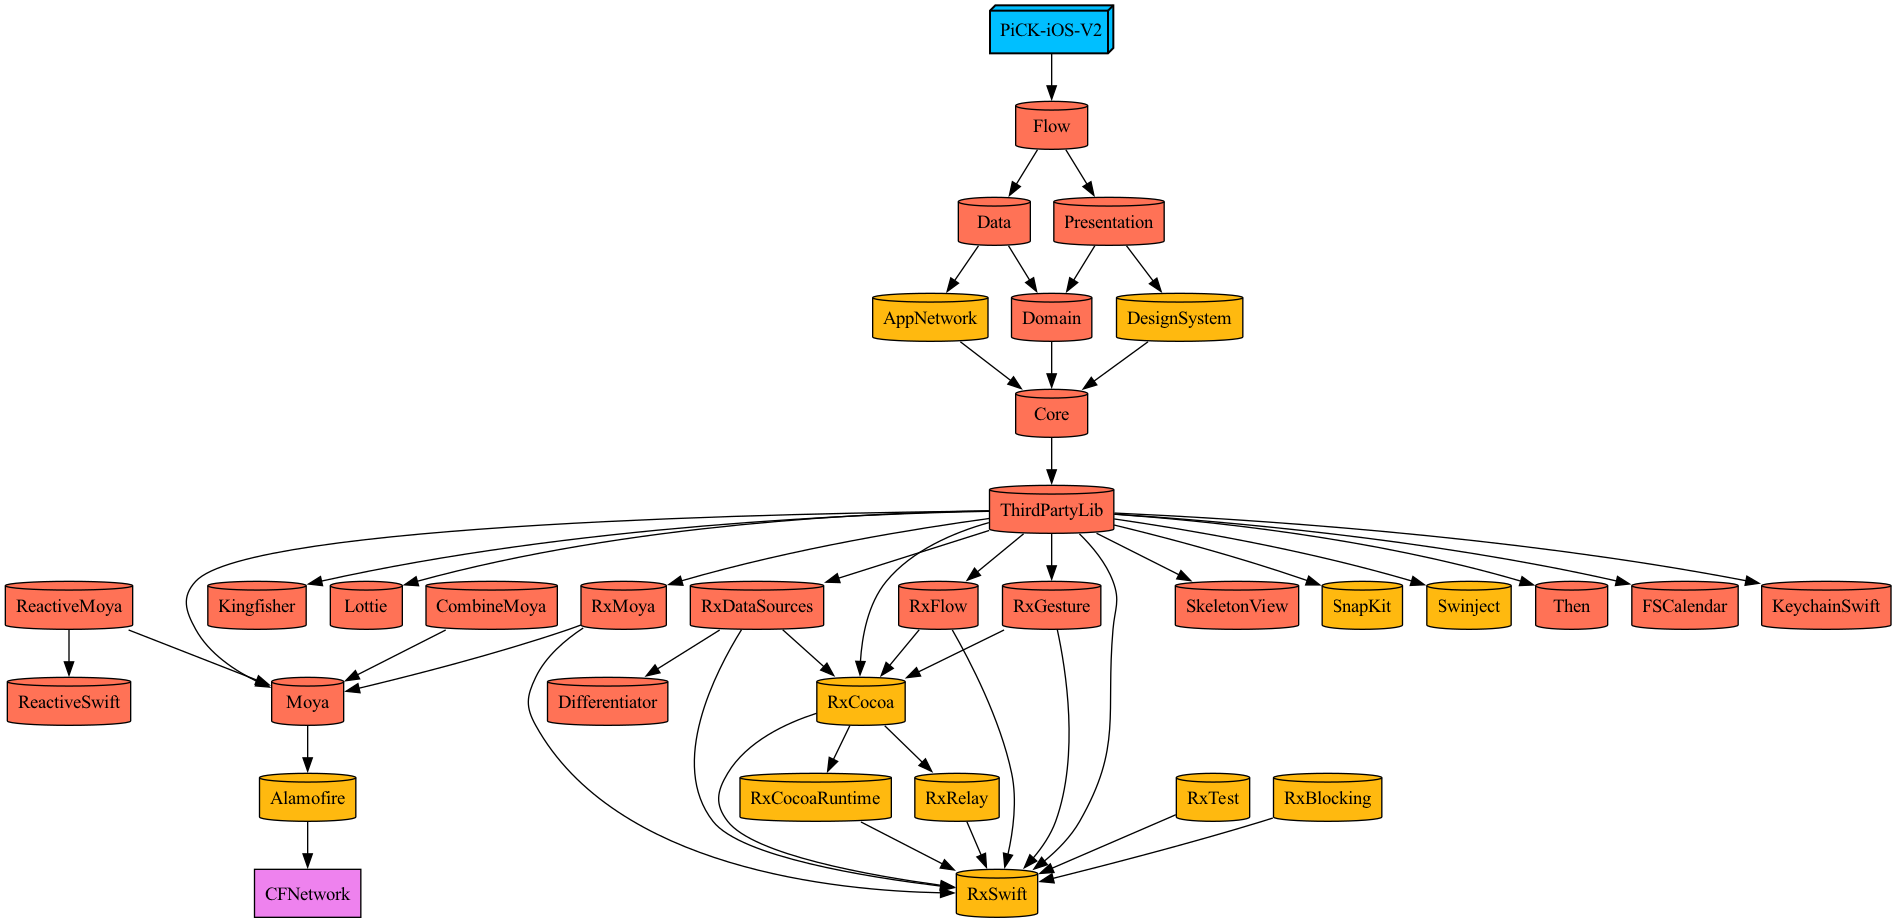 PiCK-iOS-V2
Flow
Data
Presentation
AppNetwork
Domain
DesignSystem
Core
ThirdPartyLib
ReactiveMoya
Kingfisher
Lottie
CombineMoya
RxMoya
RxDataSources
RxFlow
RxGesture
SkeletonView
SnapKit
Swinject
Then
FSCalendar
KeychainSwift
ReactiveSwift
Moya
Differentiator
RxCocoa
Alamofire
RxCocoaRuntime
RxRelay
RxTest
RxBlocking
CFNetwork
RxSwift